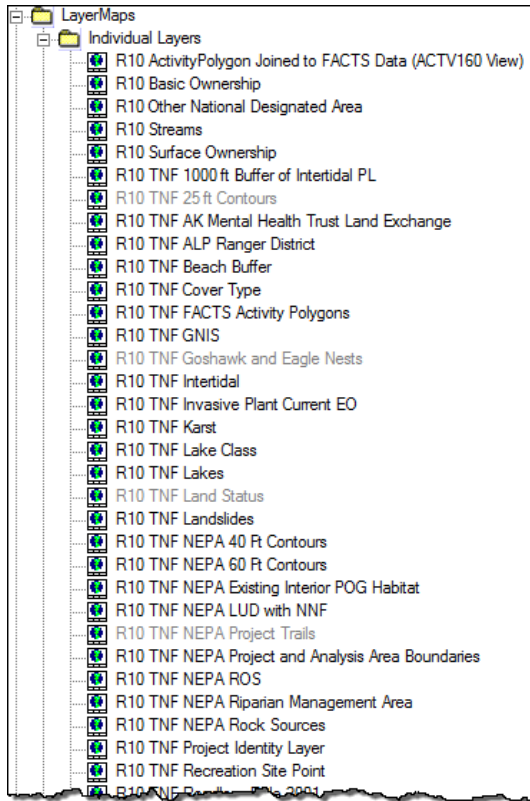 LayerMaps
Individual Layers
R10 ActivityPolygon Joined to FACTS Data (ACTV160 View)
R10 Basic Ownership
R10 Other National Designated Area
R10 Streams
R10 Surface Ownership
R10 TNF 1000 ft Buffer of Intertidal PL
R10 TNF 25 ft Contours
R10 TNF AK Mental Health Trust Land Exchange
R10 TNF ALP Ranger District
R10 TNF Beach Buffer
R10 TNF Cover Type
R10 TNF FACTS Activity Polygons
R10 TNF GNIS
R10 TNF Goshawk and Eagle Nests
R10 TNF Intertidal
R10 TNF Invasive Plant Current EO
R10 TNF Karst
R10 TNF Lake Class
R10 TNF Lakes
R10 TNF Land Status
R10 TNF Landslides
R10 TNF NEPA 40 Ft Contours
R10 TNF NEPA 60 Ft Contours
R10 TNF NEPA Existing Interior POG Habitat
R10 TNF NEPA LUD with NNF
R10 TNF NEPA Project Trails
R10 TNF NEPA Project and Analysis Area Boundaries
R10 TNF NEPA ROS
R10 TNF NEPA Riparian Management Area
R10 TNF NEPA Rock Sources
R10 TNF Project Identity Layer
R10 TNF Recreation Site Point
R10 TNF